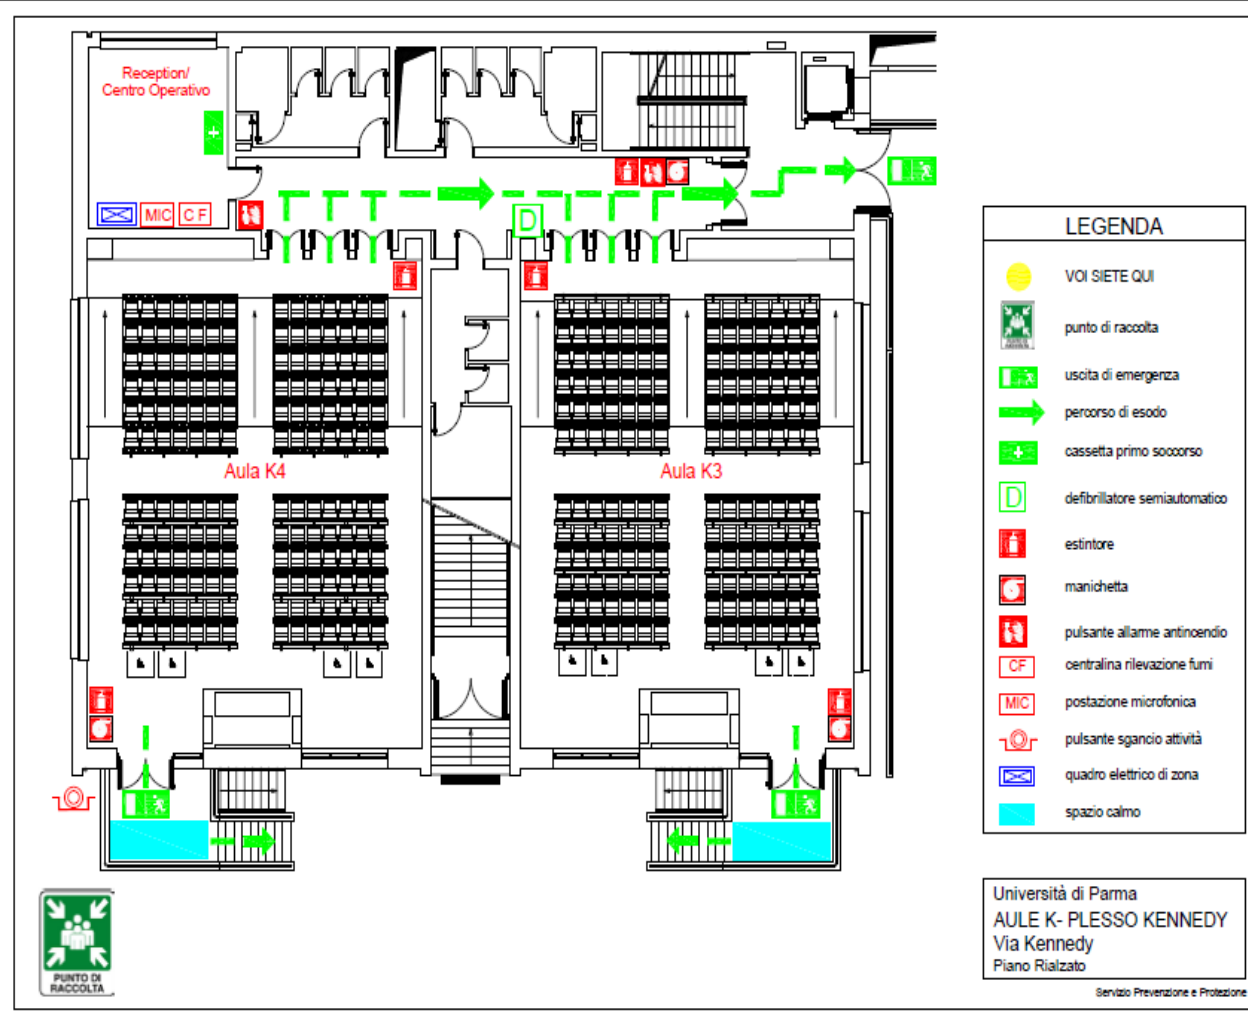 Reception/
Centro Operativo
MIC
C F
D
Aula K4
Aula K3
PUNTO DI
RACCOLTA
LEGENDA
VOI SIETE QUI
punto di raccolta
uscita di emergenza
percorso di esodo
cassetta primo soccorso
D
defibrillatore semiautomatico
estintore
manichetta
pulsante allarme antincendio
CF
centralina rilevazione fumi
MIC
postazione microfonica
pulsante sgancio attività
quadro elettrico di zona
spazio calmo
Università di Parma
AULE K- PLESSO KENNEDY
Via Kennedy
Piano Rialzato
Servizio Prevenzione e Protezione